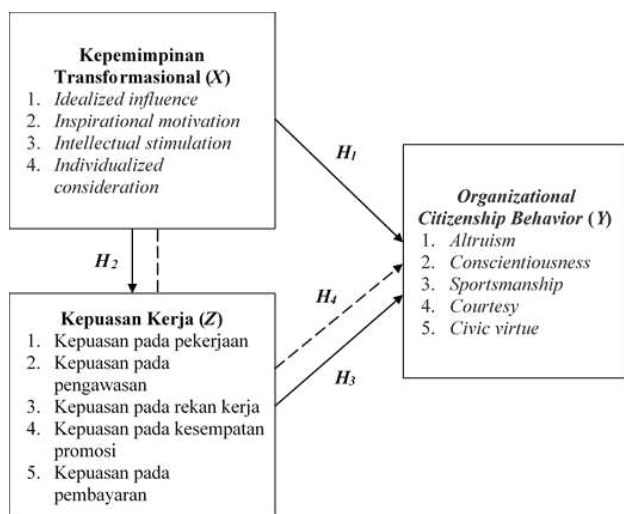 Kepemimpinan
Transformasional (X)
1. Idealized influence
2. Inspirational motivation
3. Intellectual stimulation
4. Individualized
consideration
H1
Organizational
Citizenship Behavior (Y)
1. Altruism
2. Conscientiousness
3. Sportsmanship
4. Courtesy
5. Civic virtue
H2
H4
H3
Kepuasan Kerja (Z)
1. Kepuasan pada pekerjaan
2. Kepuasan pada
pengawasan
3. Kepuasan pada rekan kerja
4. Kepuasan pada kesempatan
promosi
5. Kepuasan pada
pembayaran